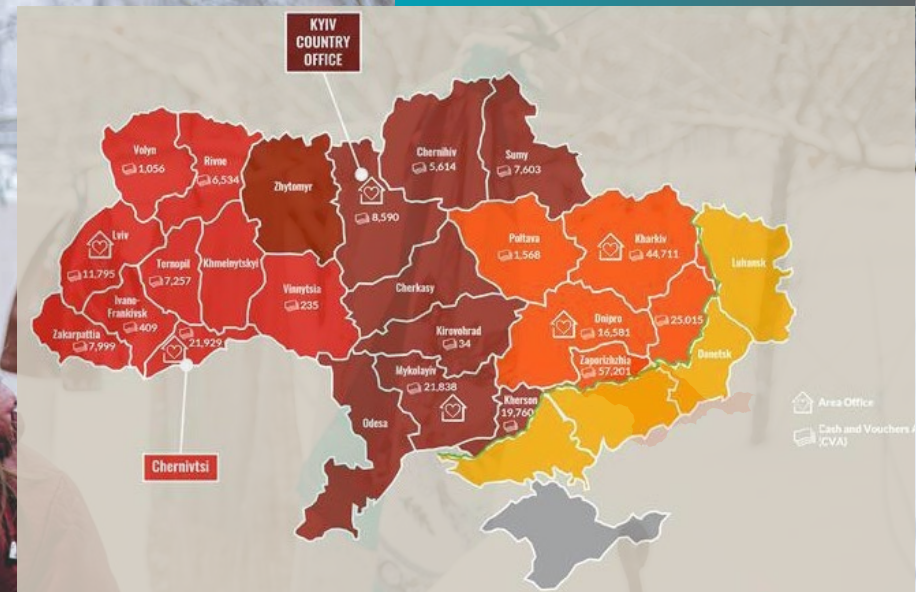 KYIV
COUNTRY
OFFICE
Volyn
1,056
Rivne
6,534
Zhytomyr
Chernihiv
5,614
Sumy
7,603
8,590
Lviv
11,795
Ternopil
7,257
Khmelnytskyi
Ivano-
Frankivsk
409
Zakarpattia
7,999
21,929
Vinnytsia
235
Cherkasy
Poltava
1,568
Kharkiv
44,711
Luhansk
Kirovohrad
34
Dnipro
16,581
25,015
Donetsk
Zaporizhzhia
57,201
Mykolayiv
21,838
Kherson
19,760
Odesa
Chernivtsi
Area Office
Cash and Vouchers A
(CVA)